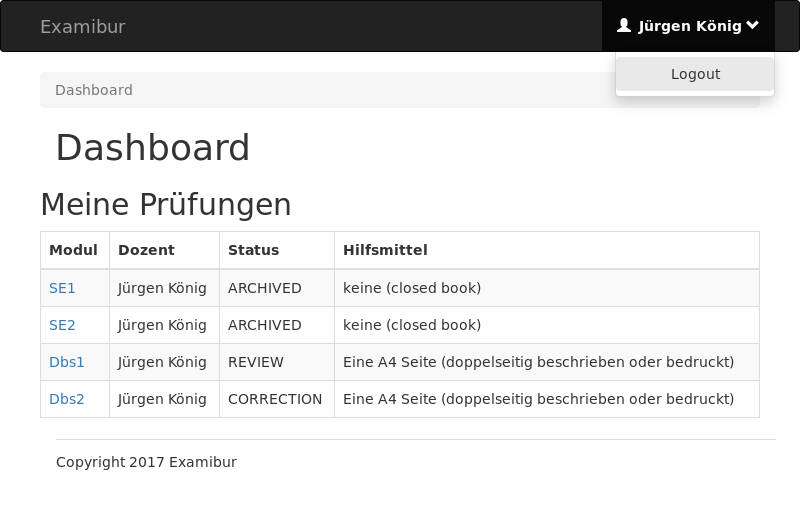 Examibur
Jürgen König
Logout
Dashboard
Dashboard
Meine Prüfungen
Modul Dozent Status Hilfsmittel
SE1 Jürgen König ARCHIVED keine (closed book)
SE2 Jürgen König ARCHIVED keine (closed book)
Dbs1 Jürgen König REVIEW Eine A4 Seite (doppelseitig beschrieben oder bedruckt)
Dbs2 Jürgen König CORRECTION Eine A4 Seite (doppelseitig beschrieben oder bedruckt)
Copyright 2017 Examibur